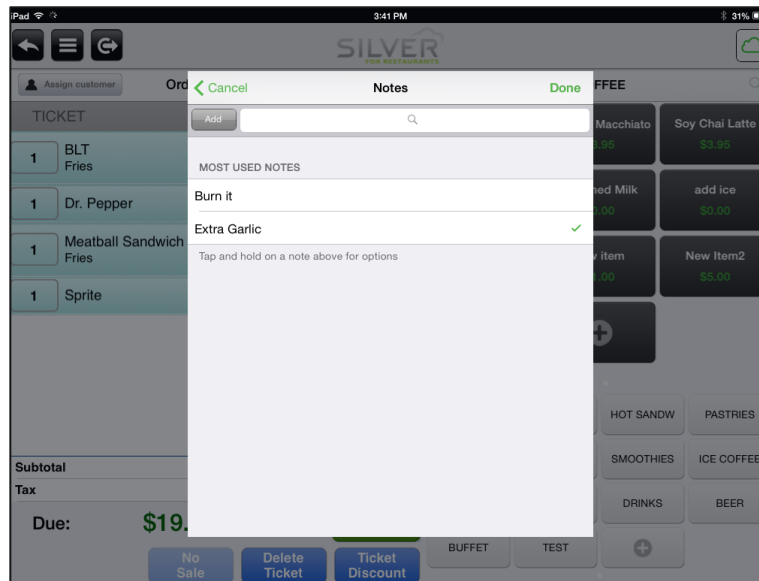 iPad 3:41 PM 31%
SILVER
FOR RESTAURANTS
Assign customer
Cancel Notes Done
Add
TICKET
MOST USED NOTES
Burn it
Extra Garlic
Tap and hold on a note above for options
1 BLT
Fries
1 Dr. Pepper
1 Meatball Sandwich
Fries
1 Sprite
Macchiato
Soy Chai Latte
$3.95
add ice
$0.00
item
New Item2
$5.00
HOT SANDW PASTRIES
SMOOTHIES ICE COFFEE
DRINKS BEER
BUFFET TEST
Subtotal
Tax
Due: $19.
No
Sale
Delete
Ticket
Ticket
Discount